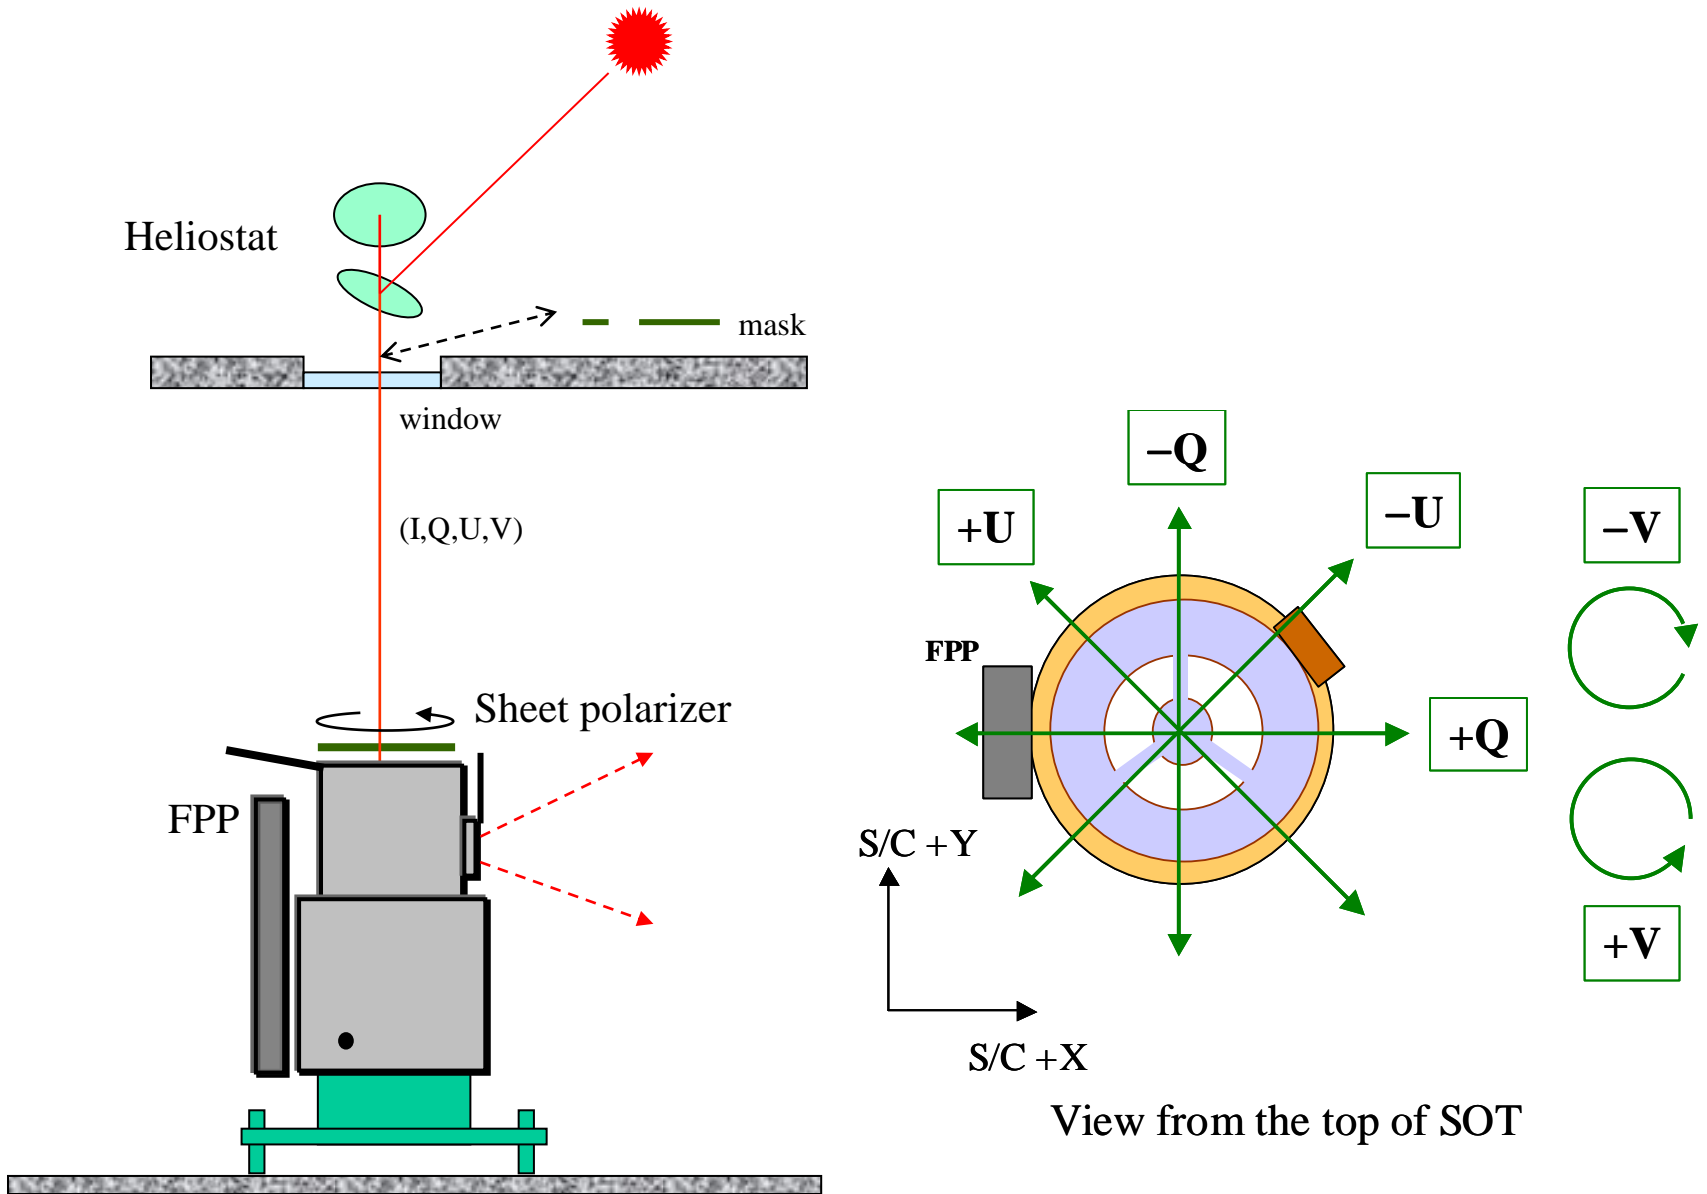 Heliostat
mask
window
(I,Q,U,V)
Sheet polarizer
FPP
–Q
+U
–U
–V
FPP
+Q
S/C +Y
+V
S/C +X
View from the top of SOT